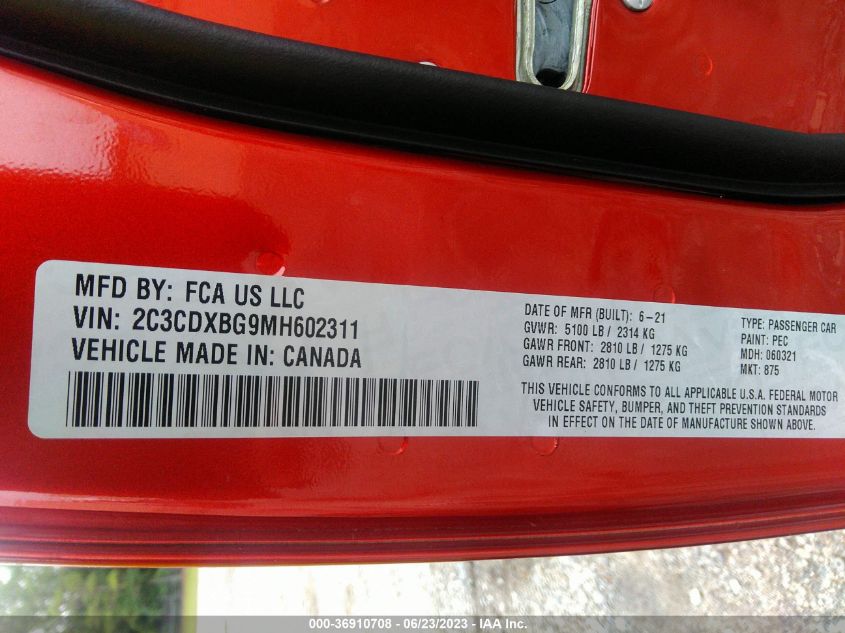 MFD BY: FCA US LLC
VIN: 2C3CDXBG9MH602311
VEHICLE MADE IN: CANADA
DATE OF MFR (BUILT): 6-21
GVWR: 5100 LB / 2314 KG
GAWR FRONT: 2810 LB / 1275 KG
GAWR REAR: 2810 LB / 1275 KG
TYPE: PASSENGER CAR
PAINT: PEC
MDH: 060321
MKT: 875
THIS VEHICLE CONFORMS TO ALL APPLICABLE U.S.A. FEDERAL MOTOR
VEHICLE SAFETY, BUMPER, AND THEFT PREVENTION STANDARDS
IN EFFECT ON THE DATE OF MANUFACTURE SHOWN ABOVE.
000-36910708 - 06/23/2023 - IAA Inc.